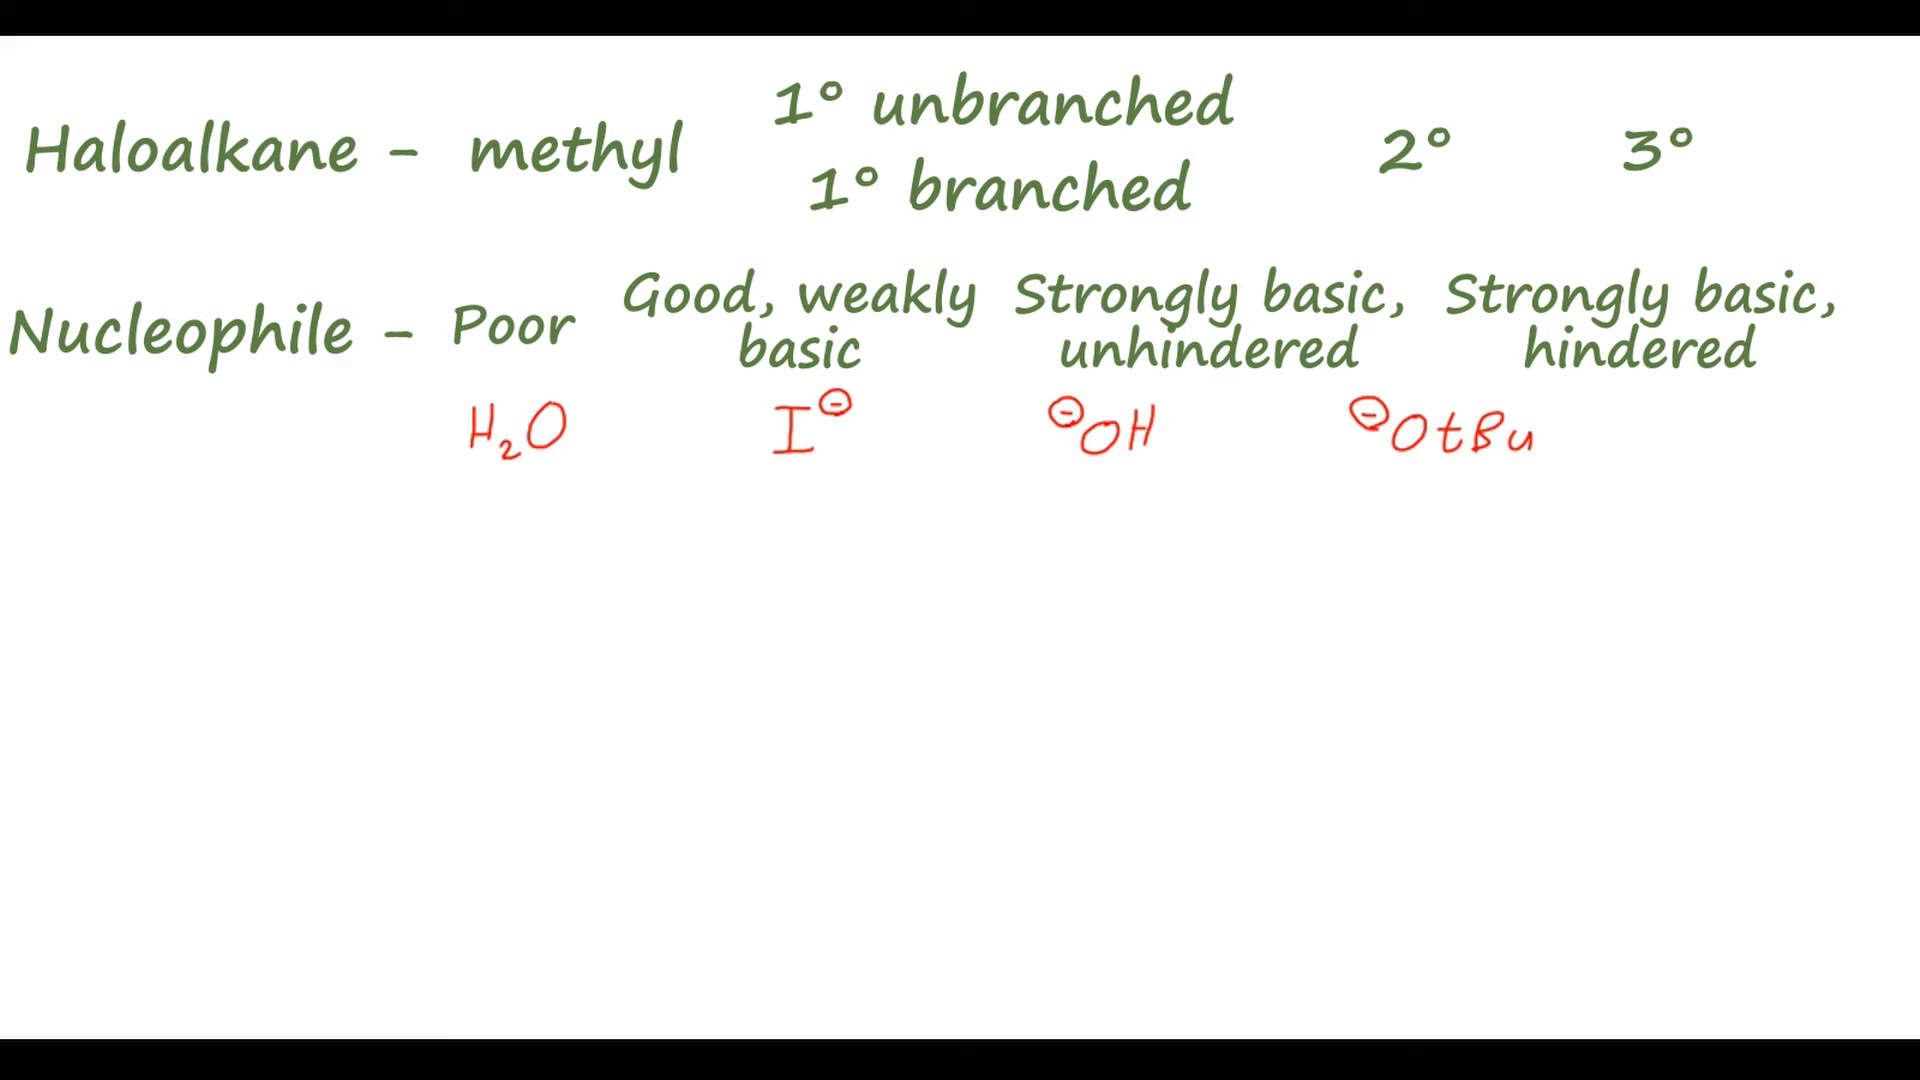 Haloalkane - methyl 1° unbranched 2° 3°
1° branched
Nucleophile - Poor Good, weakly basic Strongly basic, unhindered Strongly basic, hindered
H₂O I⊖ ⊖OH ⊖OtBu